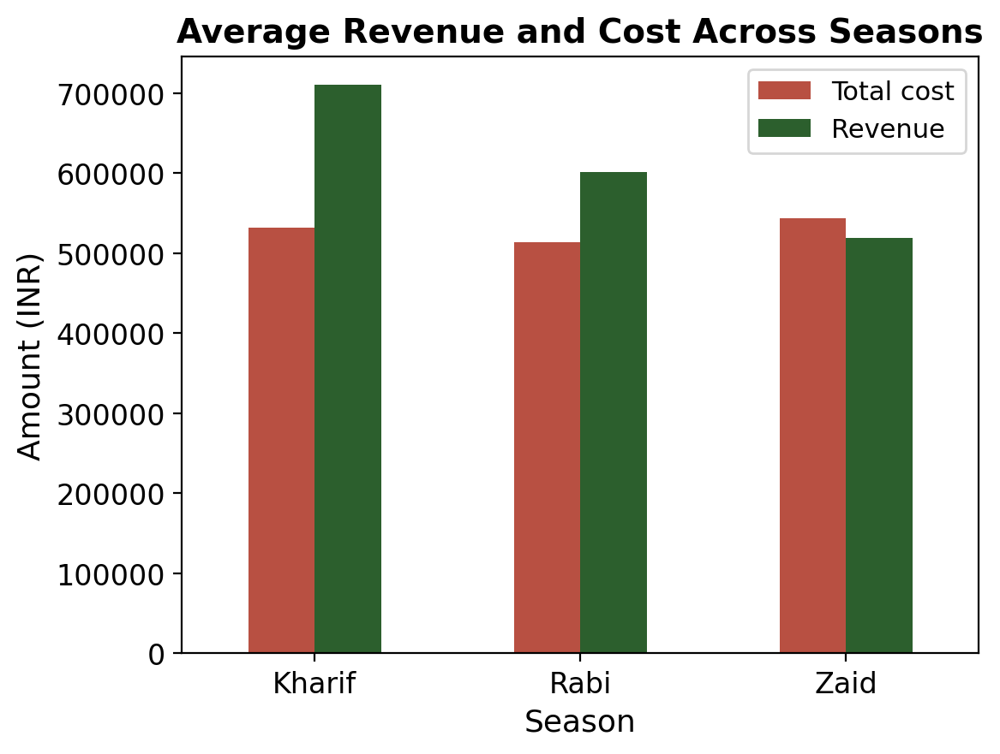 Average Revenue and Cost Across Seasons
Total cost
Revenue
700000
600000
500000
400000
300000
200000
100000
0
Amount (INR)
Kharif
Rabi
Zaid
Season